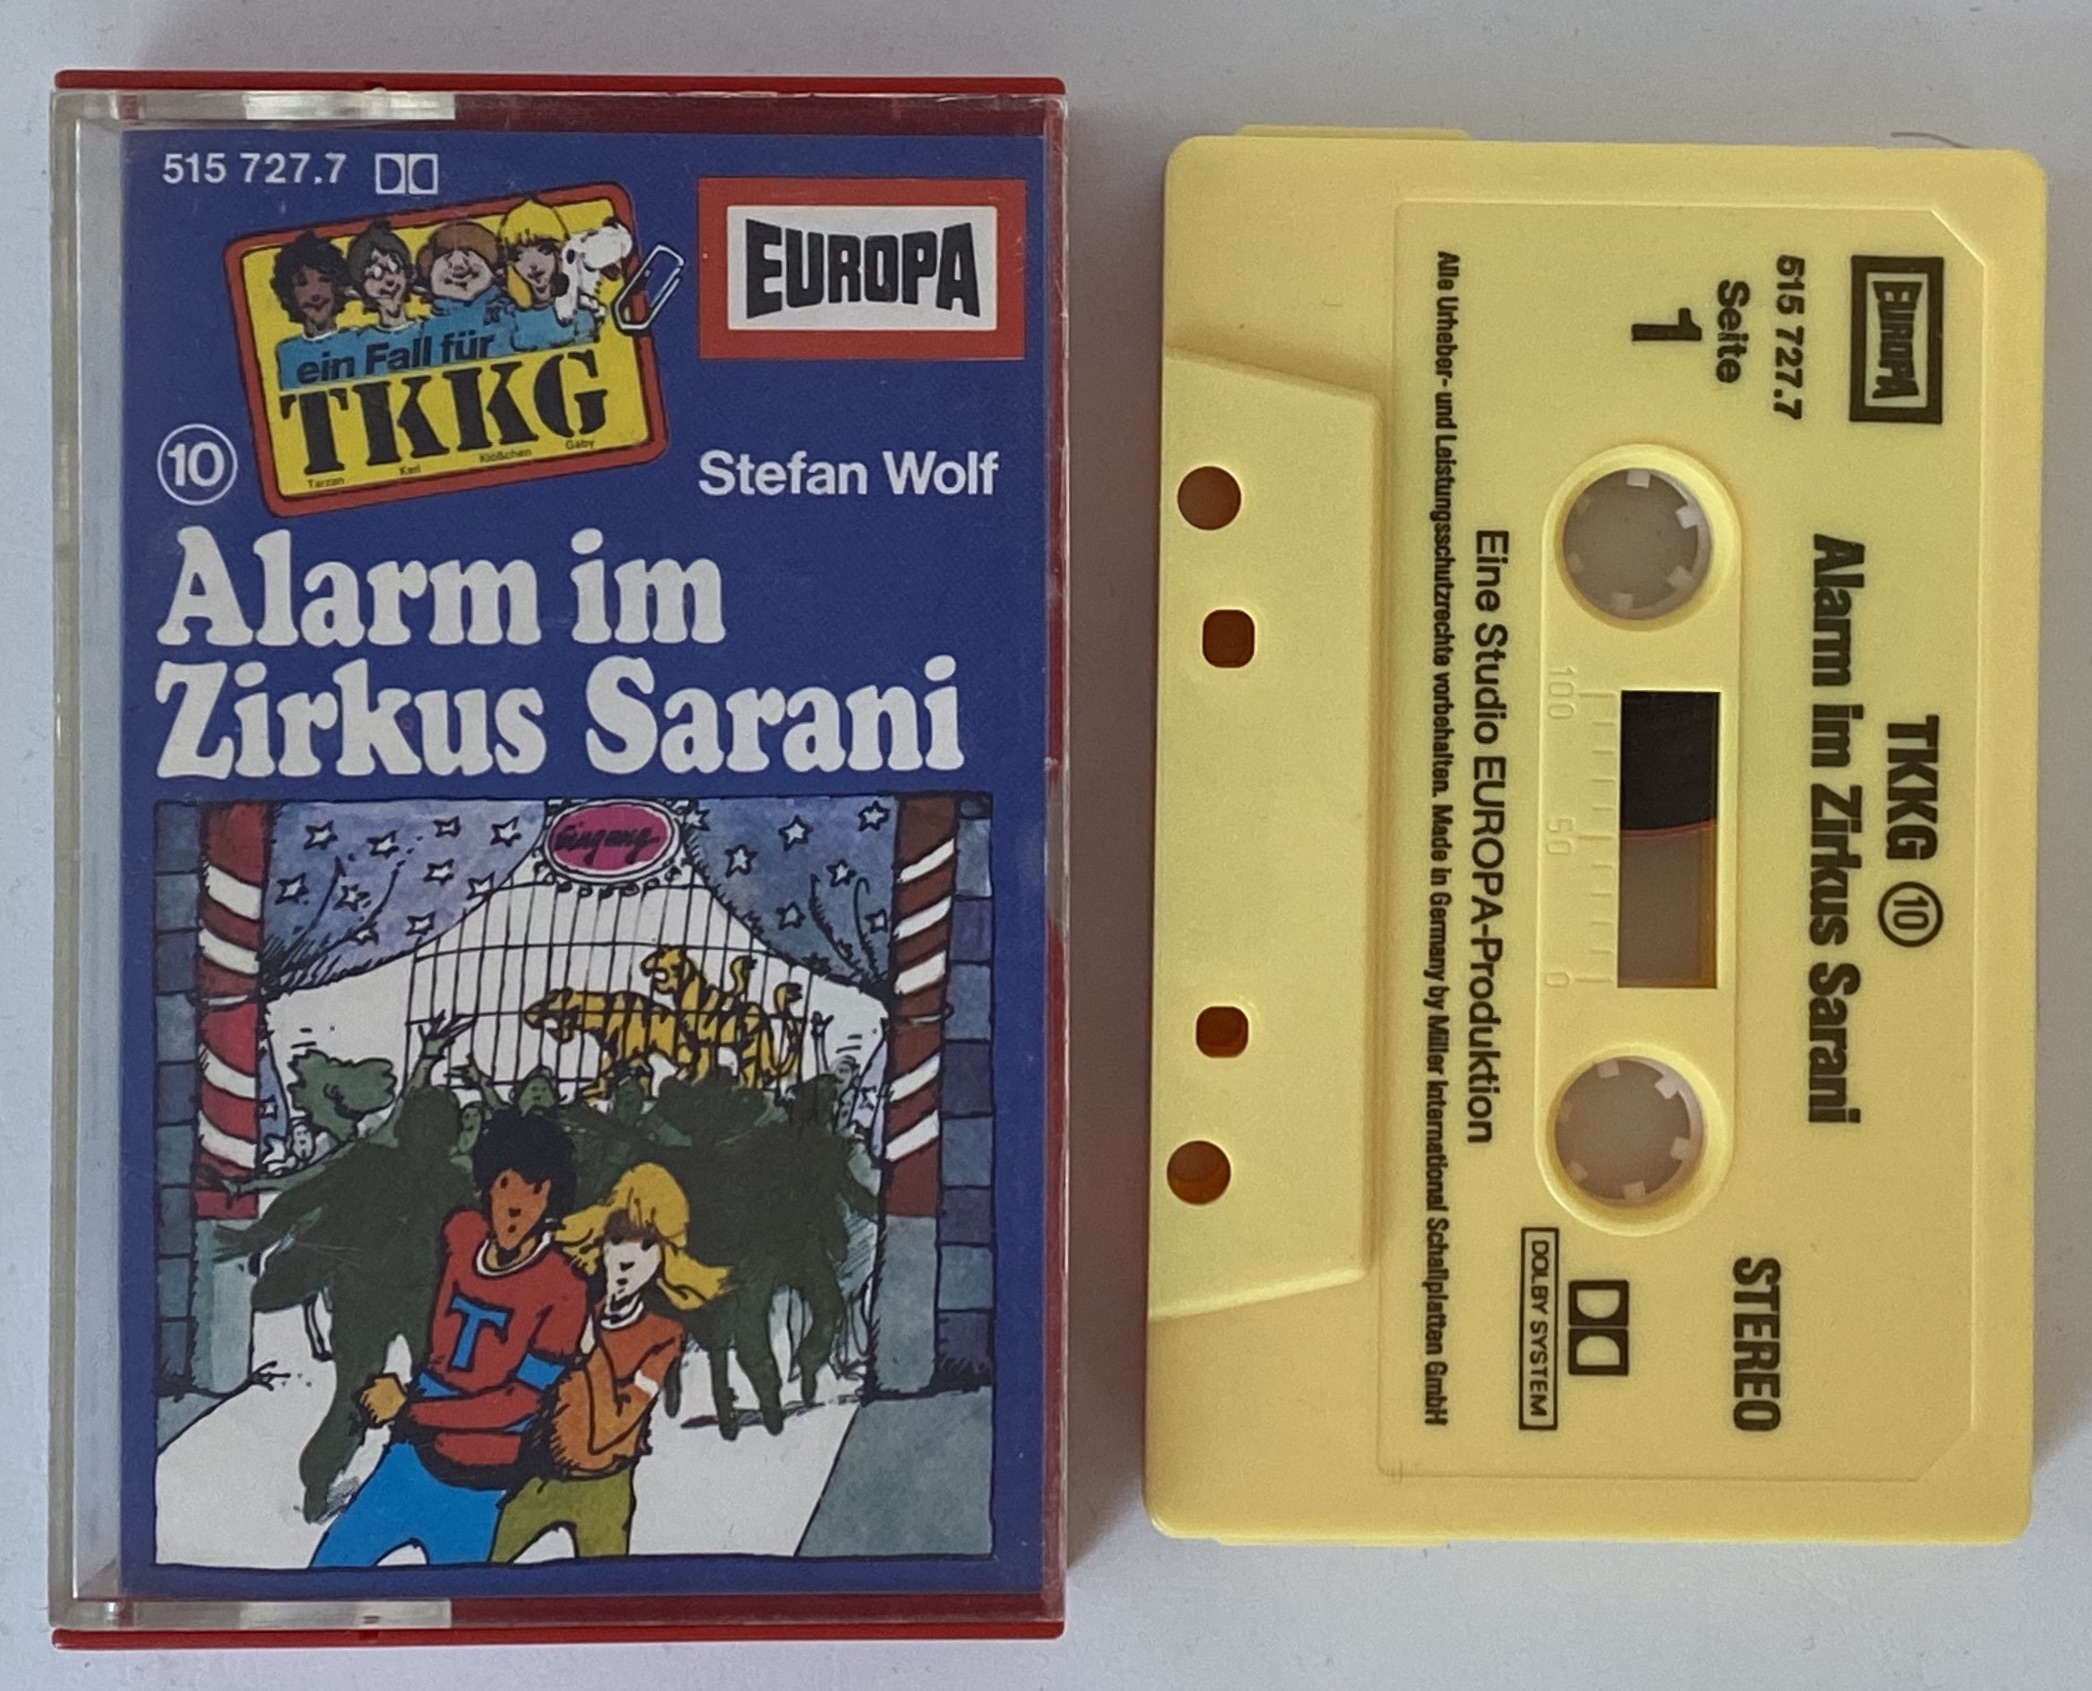 515 727.7
EUROPA
ein Fall für
TKKG
Tarzan Karl Klößchen Gaby
10
Stefan Wolf
Alarm im
Zirkus Sarani
Eingang
T
EUROPA
515 727.7
Seite
1
TKKG 10
Alarm im Zirkus Sarani
STEREO
100 50 0
DOLBY SYSTEM
Eine Studio EUROPA-Produktion
Alle Urheber- und Leistungsschutzrechte vorbehalten. Made in Germany by Miller International Schallplatten GmbH